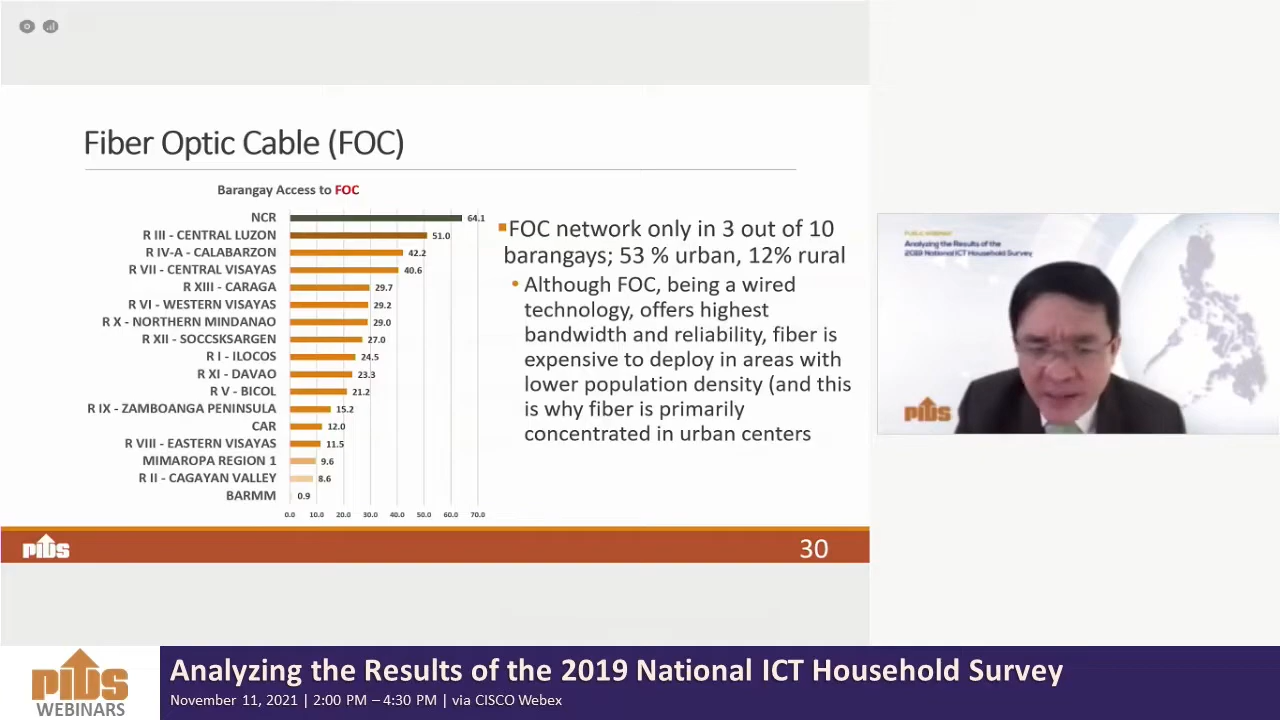 Fiber Optic Cable (FOC)
Barangay Access to FOC
NCR 64.1
R III - CENTRAL LUZON 51.0
R IV-A - CALABARZON 42.2
R VII - CENTRAL VISAYAS 40.6
R XIII - CARAGA 29.7
R VI - WESTERN VISAYAS 29.2
R X - NORTHERN MINDANAO 29.0
R XII - SOCCSKSARGEN 27.0
R I - ILOCOS 24.5
R XI - DAVAO 23.3
R V - BICOL 21.2
R IX - ZAMBOANGA PENINSULA 15.2
CAR 12.0
R VIII - EASTERN VISAYAS 11.5
MIMAROPA REGION 1 9.6
R II - CAGAYAN VALLEY 8.6
BARMM 0.9
0.0 10.0 20.0 30.0 40.0 50.0 60.0 70.0
▪FOC network only in 3 out of 10
barangays; 53 % urban, 12% rural
• Although FOC, being a wired
technology, offers highest
bandwidth and reliability, fiber is
expensive to deploy in areas with
lower population density (and this
is why fiber is primarily
concentrated in urban centers
pids
30
PUBLIC WEBINAR
Analyzing the Results of the
2019 National ICT Household Survey
pids
pids
WEBINARS
Analyzing the Results of the 2019 National ICT Household Survey
November 11, 2021 | 2:00 PM – 4:30 PM | via CISCO Webex